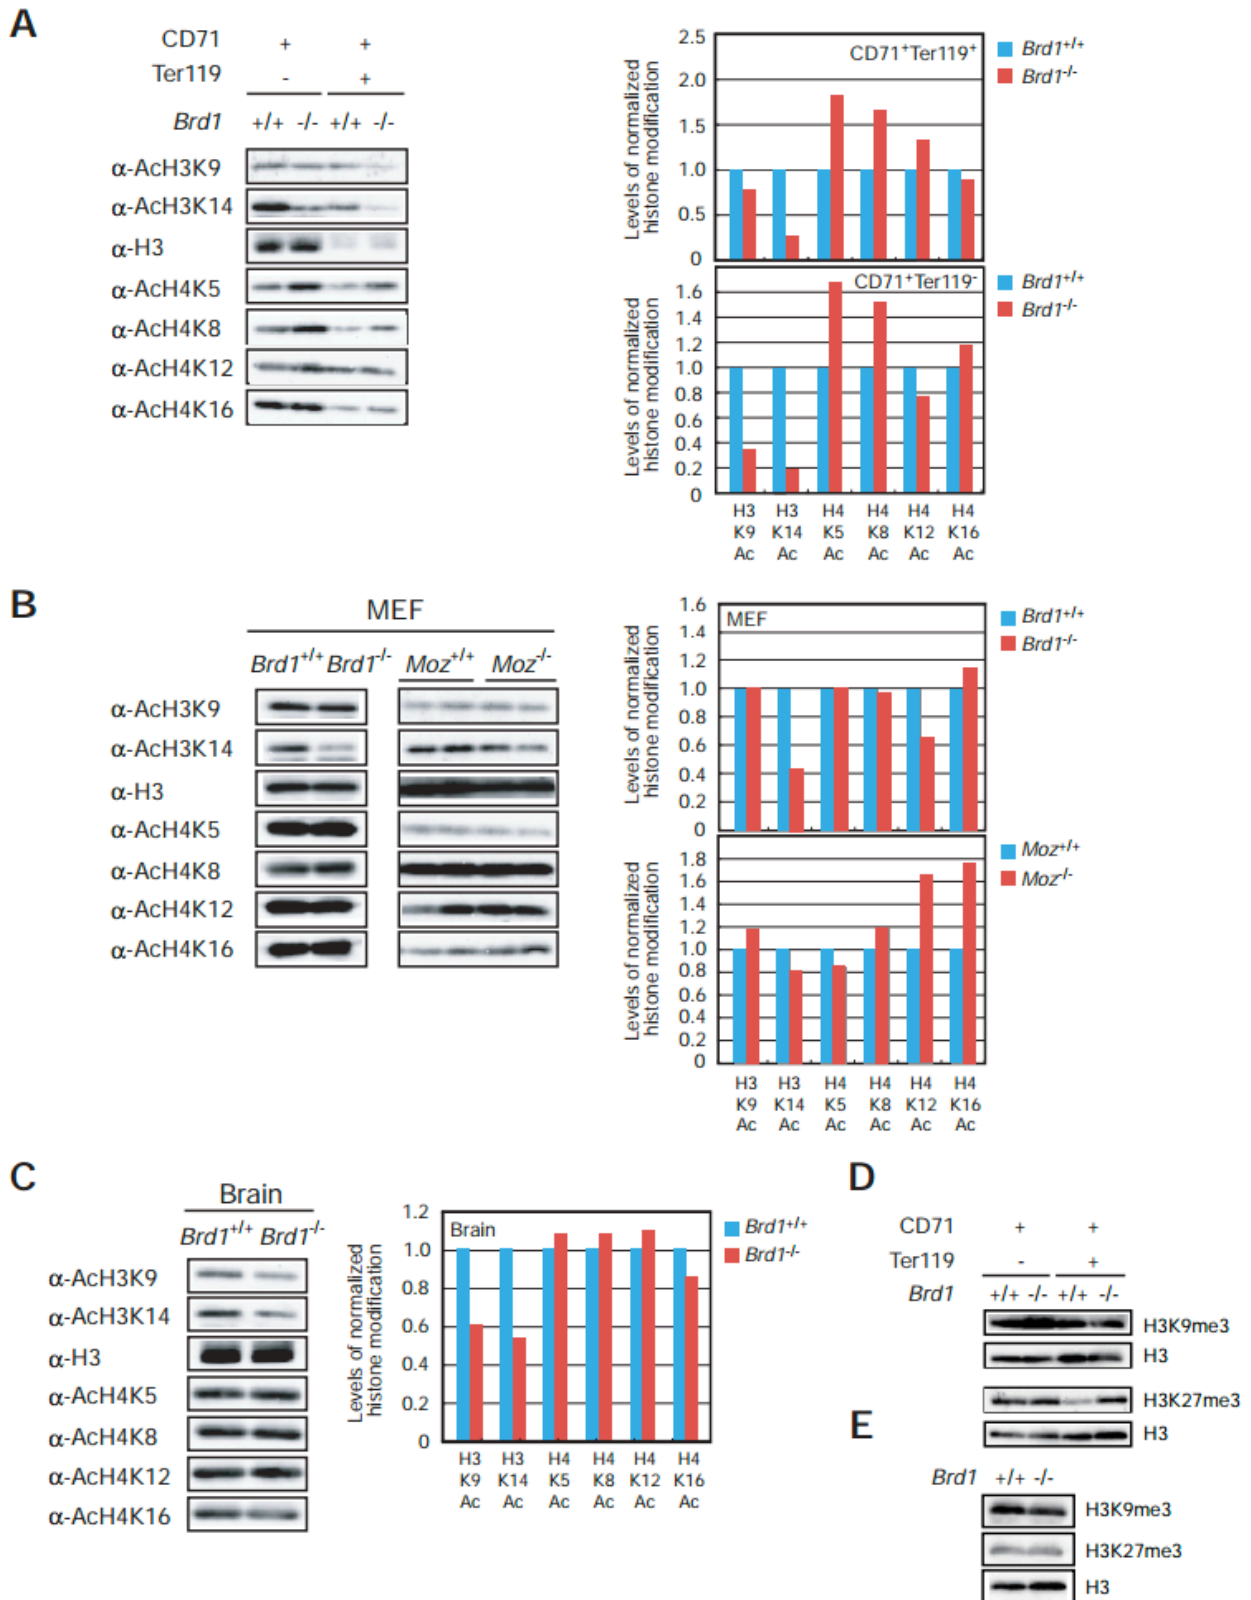 A
CD71 + +
Ter119 - +
Brd1 +/+ -/- +/+ -/-
α-AcH3K9
α-AcH3K14
α-H3
α-AcH4K5
α-AcH4K8
α-AcH4K12
α-AcH4K16
Levels of normalized
histone modification
2.5
2.0
1.5
1.0
0.5
0
CD71⁺Ter119⁺
Brd1⁺/⁺
Brd1⁻/⁻
Levels of normalized
histone modification
1.6
1.4
1.2
1.0
0.8
0.6
0.4
0.2
0
CD71⁺Ter119⁻
Brd1⁺/⁺
Brd1⁻/⁻
H3 H3 H4 H4 H4 H4
K9 K14 K5 K8 K12 K16
Ac Ac Ac Ac Ac Ac
B
MEF
Brd1⁺/⁺ Brd1⁻/⁻ Moz⁺/⁺ Moz⁻/⁻
α-AcH3K9
α-AcH3K14
α-H3
α-AcH4K5
α-AcH4K8
α-AcH4K12
α-AcH4K16
Levels of normalized
histone modification
1.6
1.4
1.2
1.0
0.8
0.6
0.4
0.2
0
MEF
Brd1⁺/⁺
Brd1⁻/⁻
Levels of normalized
histone modification
1.8
1.6
1.4
1.2
1.0
0.8
0.6
0.4
0.2
0
Moz⁺/⁺
Moz⁻/⁻
H3 H3 H4 H4 H4 H4
K9 K14 K5 K8 K12 K16
Ac Ac Ac Ac Ac Ac
C
Brain
Brd1⁺/⁺ Brd1⁻/⁻
α-AcH3K9
α-AcH3K14
α-H3
α-AcH4K5
α-AcH4K8
α-AcH4K12
α-AcH4K16
Levels of normalized
histone modification
1.2
1.0
0.8
0.6
0.4
0.2
0
Brain
Brd1⁺/⁺
Brd1⁻/⁻
H3 H3 H4 H4 H4 H4
K9 K14 K5 K8 K12 K16
Ac Ac Ac Ac Ac Ac
D
CD71 + +
Ter119 - +
Brd1 +/+ -/- +/+ -/-
H3K9me3
H3
H3K27me3
H3
E
Brd1 +/+ -/-
H3K9me3
H3K27me3
H3